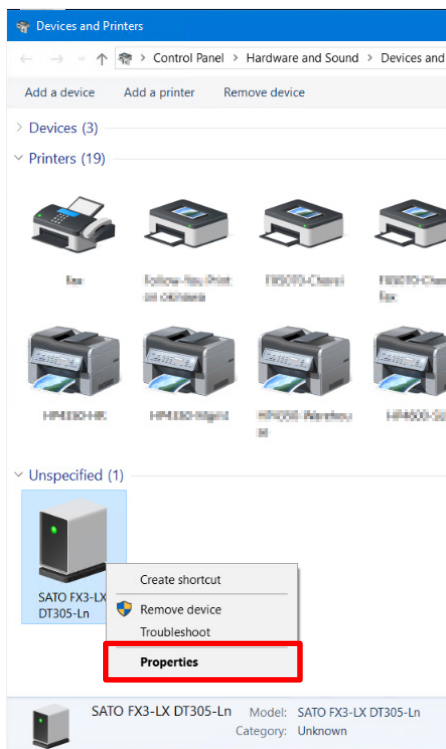 Devices and Printers
Control Panel > Hardware and Sound > Devices and
Add a device Add a printer Remove device
Devices (3)
Printers (19)
Unspecified (1)
SATO FX3-LX
DT305-Ln
Create shortcut
Remove device
Troubleshoot
Properties
SATO FX3-LX DT305-Ln Model: SATO FX3-LX DT305-Ln
Category: Unknown